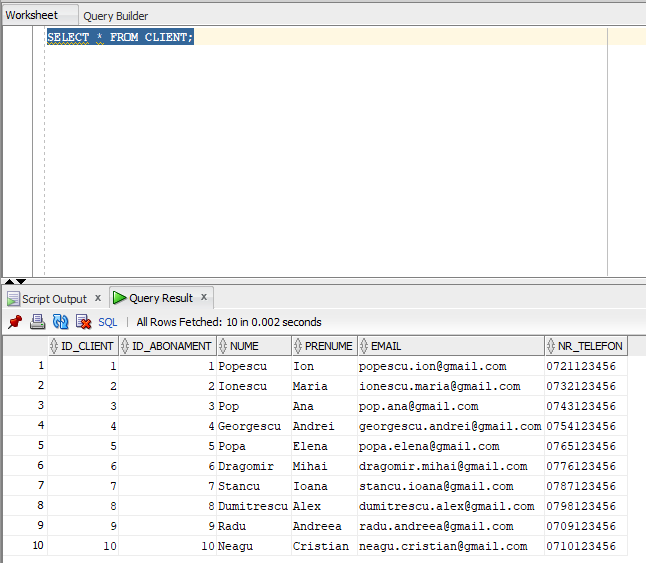 Worksheet Query Builder
SELECT * FROM CLIENT;
Script Output x Query Result x
SQL | All Rows Fetched: 10 in 0.002 seconds
ID_CLIENT ID_ABONAMENT NUME PRENUME EMAIL NR_TELEFON
1 1 1 Popescu Ion popescu.ion@gmail.com 0721123456
2 2 2 Ionescu Maria ionescu.maria@gmail.com 0732123456
3 3 3 Pop Ana pop.ana@gmail.com 0743123456
4 4 4 Georgescu Andrei georgescu.andrei@gmail.com 0754123456
5 5 5 Popa Elena popa.elena@gmail.com 0765123456
6 6 6 Dragomir Mihai dragomir.mihai@gmail.com 0776123456
7 7 7 Stancu Ioana stancu.ioana@gmail.com 0787123456
8 8 8 Dumitrescu Alex dumitrescu.alex@gmail.com 0798123456
9 9 9 Radu Andreea radu.andreea@gmail.com 0709123456
10 10 10 Neagu Cristian neagu.cristian@gmail.com 0710123456